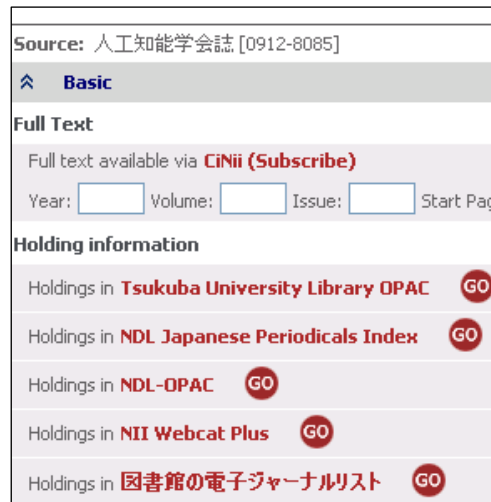 Source: 人工知能学会誌 [0912-8085]
Basic
Full Text
Full text available via CiNii (Subscribe)
Year: Volume: Issue: Start Pag
Holding information
Holdings in Tsukuba University Library OPAC GO
Holdings in NDL Japanese Periodicals Index GO
Holdings in NDL-OPAC GO
Holdings in NII Webcat Plus GO
Holdings in 図書館の電子ジャーナルリスト GO